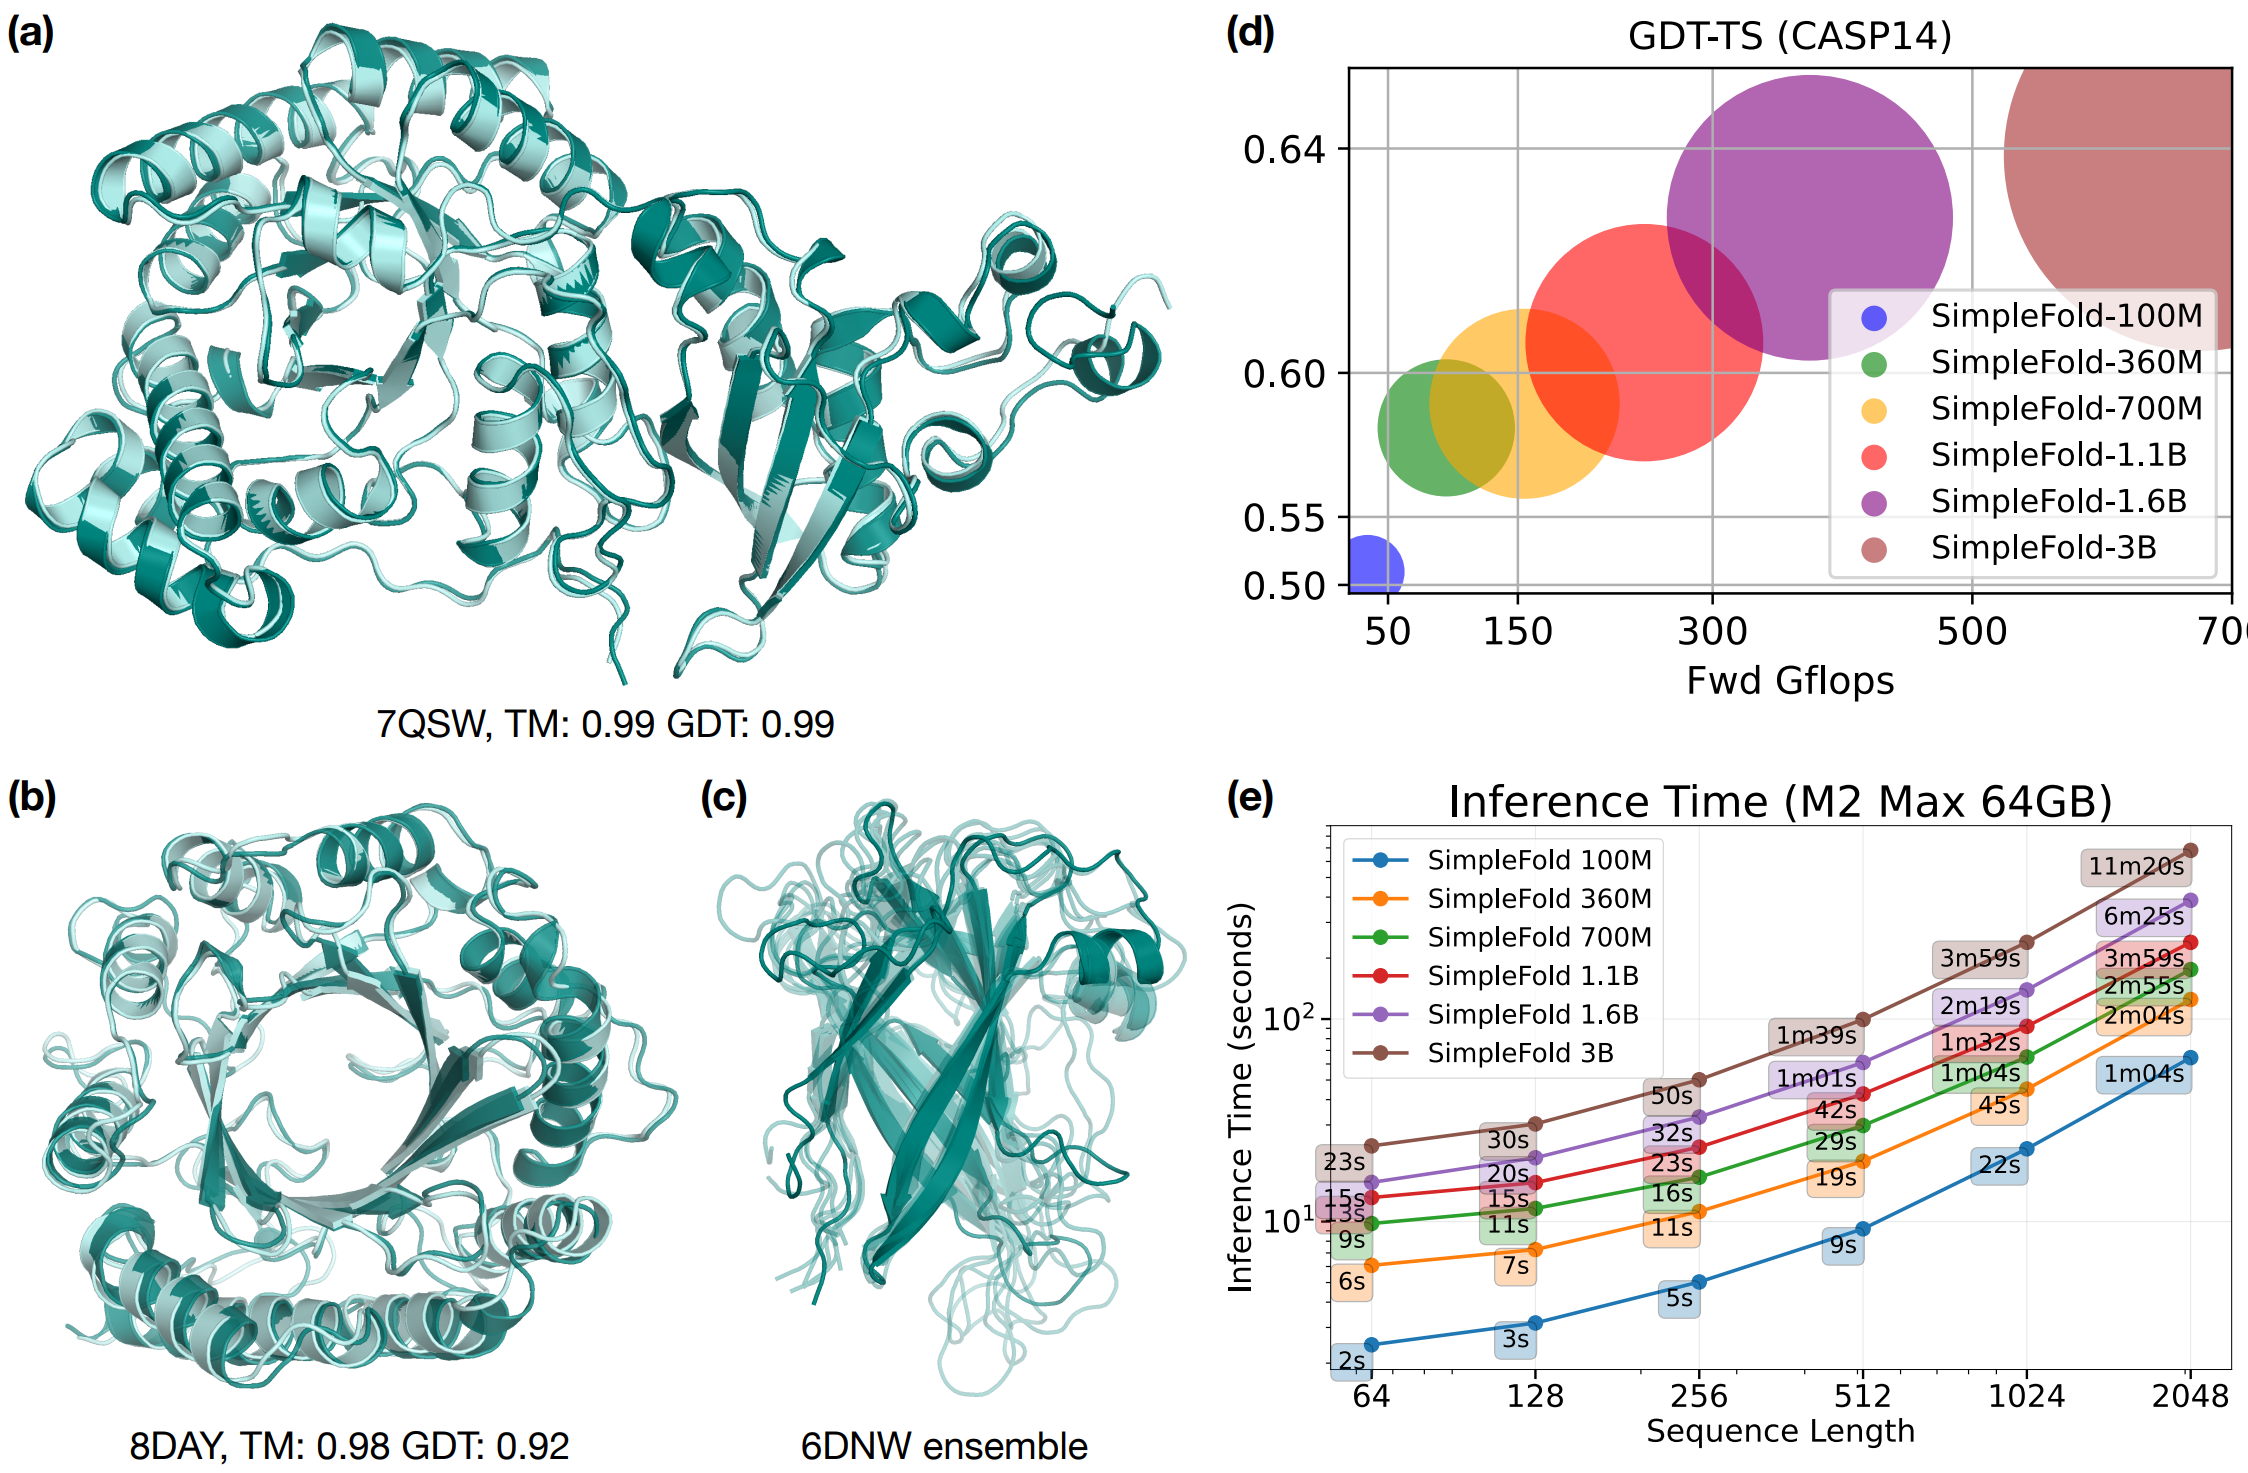 (a)
7QSW, TM: 0.99 GDT: 0.99
(b)
8DAY, TM: 0.98 GDT: 0.92
(c)
6DNW ensemble
(d)
GDT-TS (CASP14)
0.64
0.60
0.55
0.50
50 150 300 500 700
Fwd Gflops
SimpleFold-100M
SimpleFold-360M
SimpleFold-700M
SimpleFold-1.1B
SimpleFold-1.6B
SimpleFold-3B
(e)
Inference Time (M2 Max 64GB)
Inference Time (seconds)
10²
10¹
SimpleFold 100M
SimpleFold 360M
SimpleFold 700M
SimpleFold 1.1B
SimpleFold 1.6B
SimpleFold 3B
23s 30s 50s 1m39s 3m59s 11m20s
15s 20s 32s 1m01s 2m19s 6m25s
13s 15s 23s 42s 1m32s 3m59s
9s 11s 16s 29s 1m04s 2m55s
6s 7s 11s 19s 45s 2m04s
2s 3s 5s 9s 22s 1m04s
64 128 256 512 1024 2048
Sequence Length